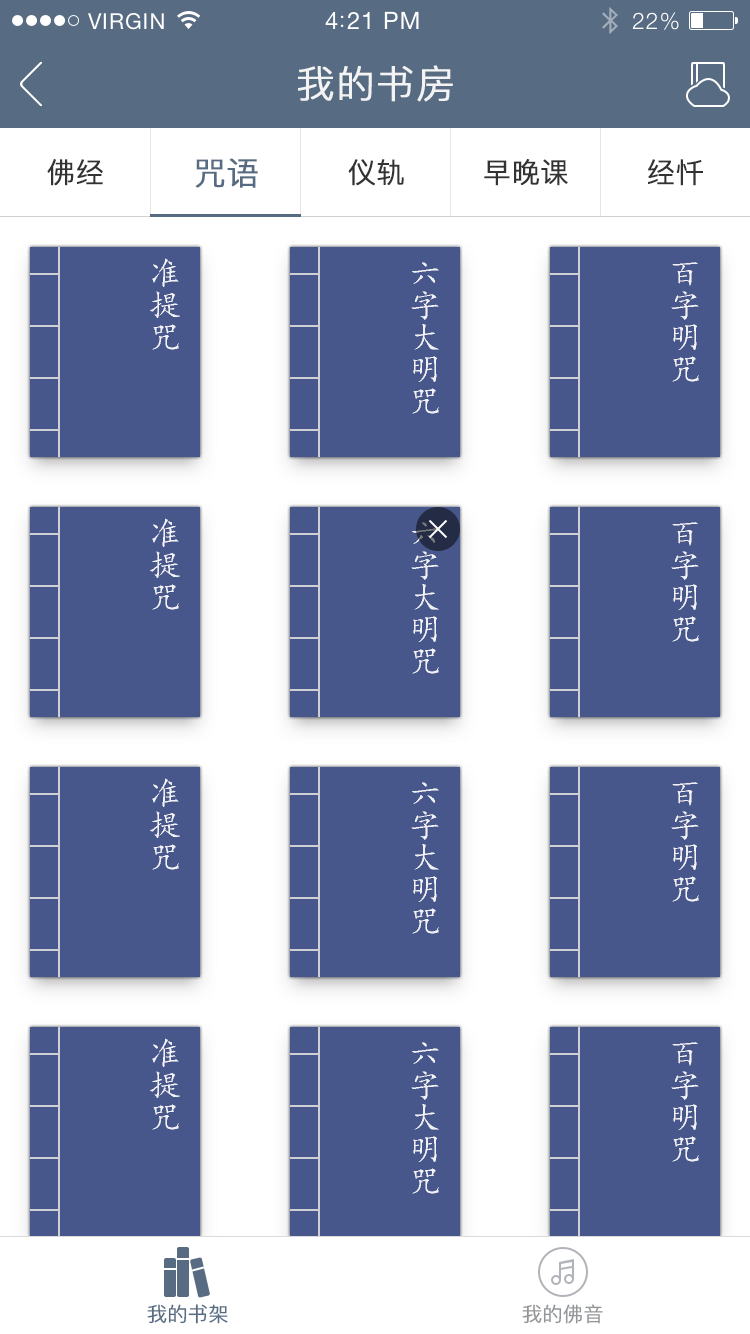 VIRGIN
4:21 PM
22%
我的书房
佛经
咒语
仪轨
早晚课
经忏
准提咒
六字大明咒
百字明咒
准提咒
字大明咒
百字明咒
准提咒
六字大明咒
百字明咒
准提咒
六字大明咒
百字明咒
我的书架
我的佛音